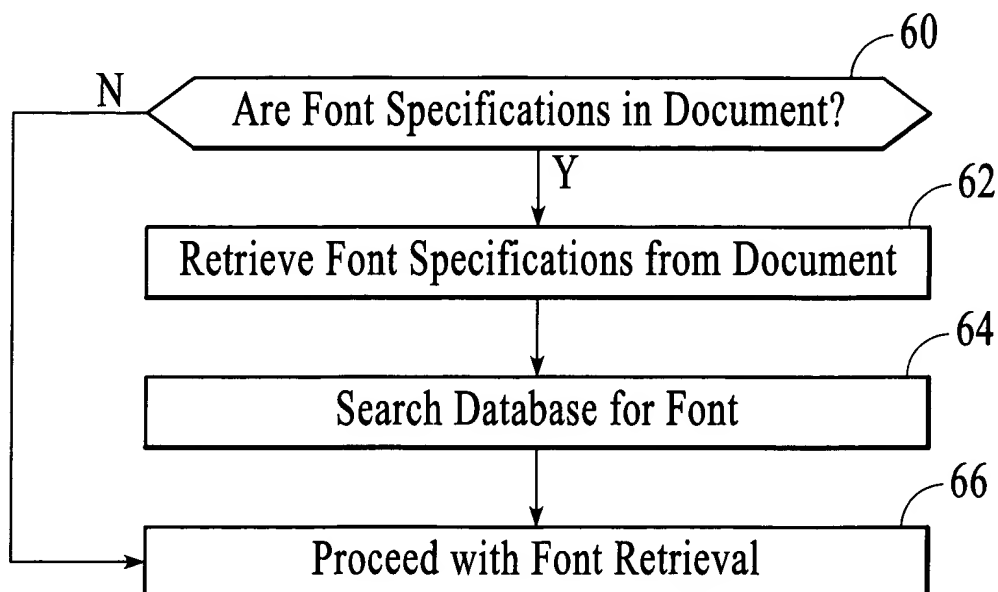 60
N
Are Font Specifications in Document?
Y
62
Retrieve Font Specifications from Document
64
Search Database for Font
66
Proceed with Font Retrieval